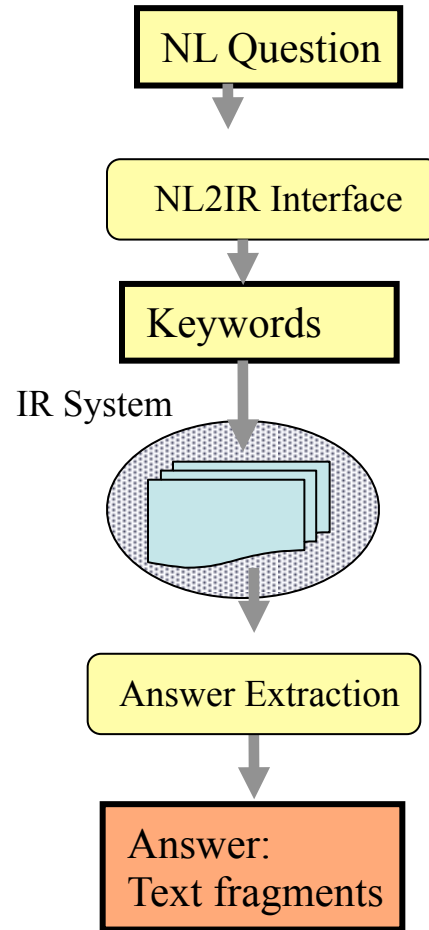 NL Question
NL2IR Interface
Keywords
IR System
Answer Extraction
Answer:
Text fragments